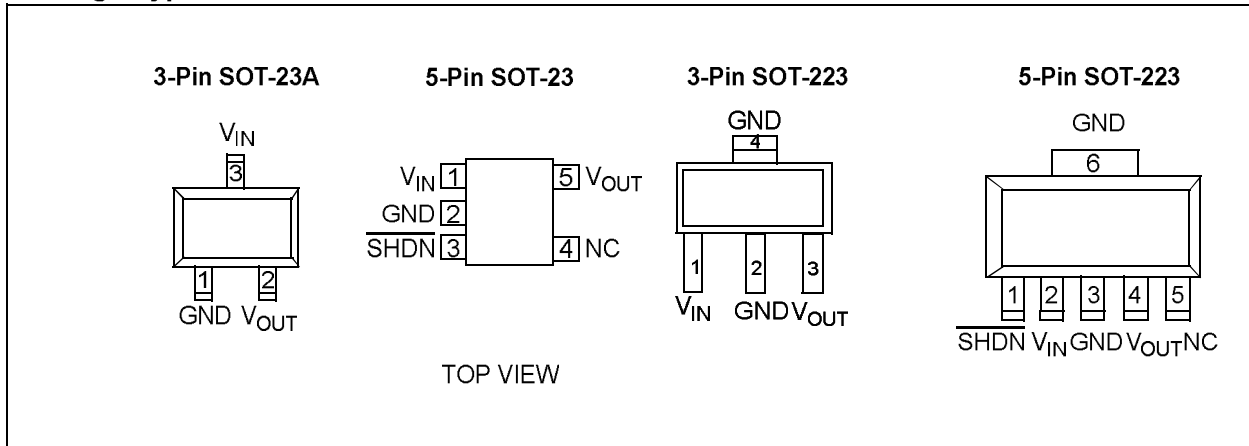 3-Pin SOT-23A
VIN
3
1
2
GND VOUT
5-Pin SOT-23
VIN 1
5 VOUT
GND 2
SHDN 3
4 NC
3-Pin SOT-223
GND
4
1
2
3
VIN GND VOUT
5-Pin SOT-223
GND
6
1 2 3 4 5
SHDN VIN GND VOUT NC
TOP VIEW